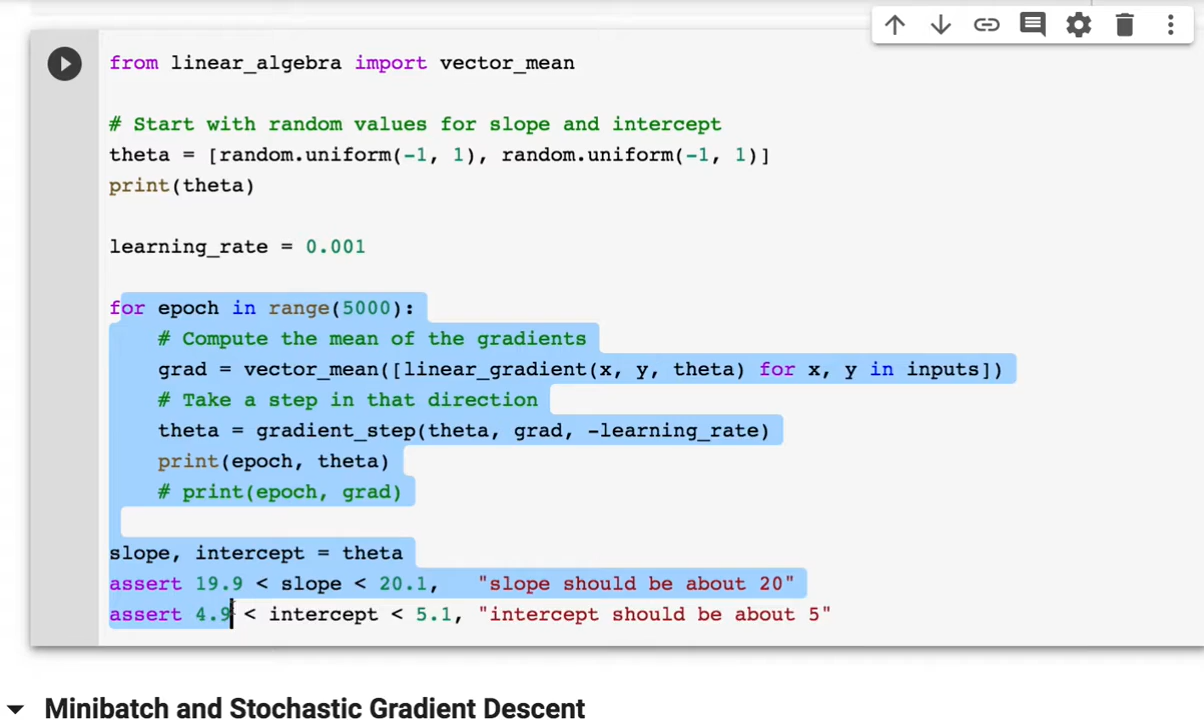 from linear_algebra import vector_mean
# Start with random values for slope and intercept
theta = [random.uniform(-1, 1), random.uniform(-1, 1)]
print(theta)
learning_rate = 0.001
for epoch in range(5000):
    # Compute the mean of the gradients
    grad = vector_mean([linear_gradient(x, y, theta) for x, y in inputs])
    # Take a step in that direction
    theta = gradient_step(theta, grad, -learning_rate)
    print(epoch, theta)
    # print(epoch, grad)
slope, intercept = theta
assert 19.9 < slope < 20.1,   "slope should be about 20"
assert 4.9 < intercept < 5.1, "intercept should be about 5"
Minibatch and Stochastic Gradient Descent